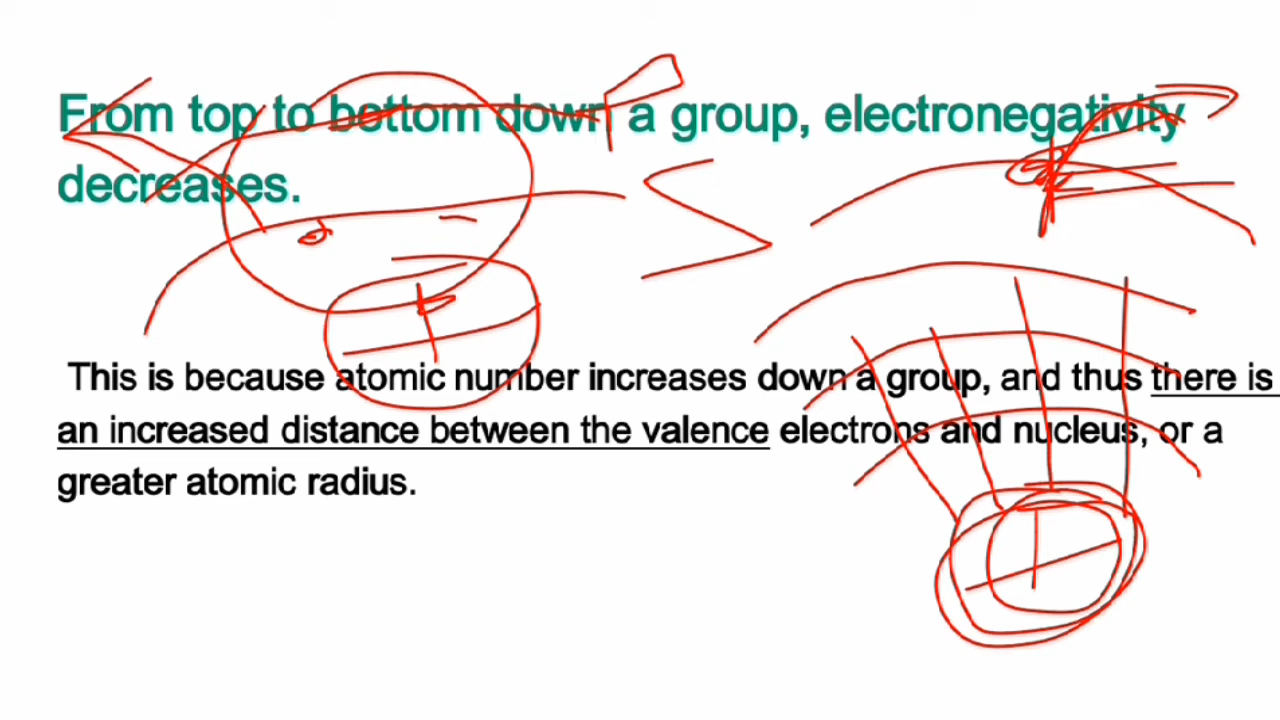 From top to bottom down a group, electronegativity
decreases.
This is because atomic number increases down a group, and thus there is
an increased distance between the valence electrons and nucleus, or a
greater atomic radius.